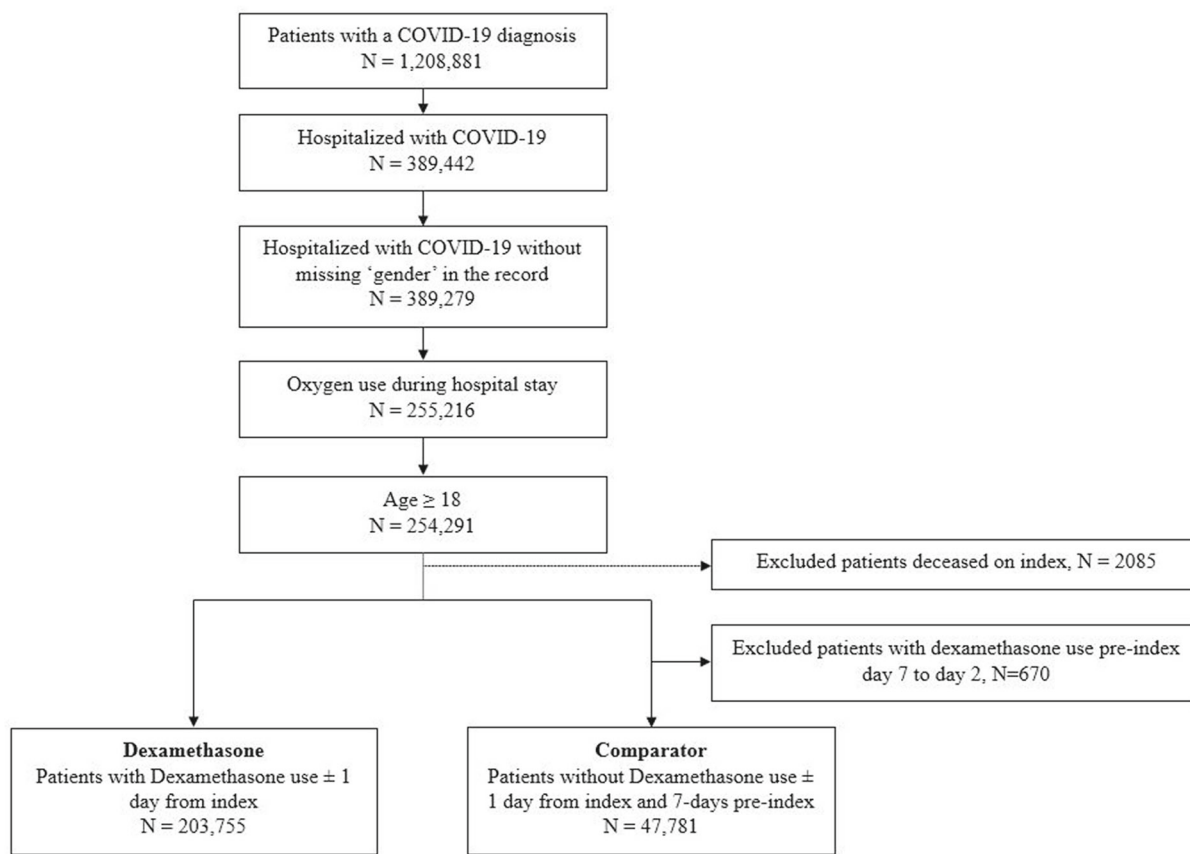 Patients with a COVID-19 diagnosis
N = 1,208,881
Hospitalized with COVID-19
N = 389,442
Hospitalized with COVID-19 without
missing ‘gender’ in the record
N = 389,279
Oxygen use during hospital stay
N = 255,216
Age ≥ 18
N = 254,291
Excluded patients deceased on index, N = 2085
Excluded patients with dexamethasone use pre-index
day 7 to day 2, N=670
Dexamethasone
Patients with Dexamethasone use ± 1
day from index
N = 203,755
Comparator
Patients without Dexamethasone use ±
1 day from index and 7-days pre-index
N = 47,781